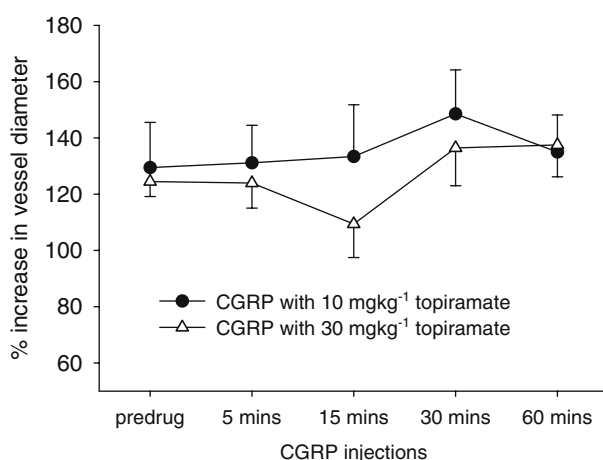 % increase in vessel diameter
180
160
140
120
100
80
60
CGRP with 10 mgkg⁻¹ topiramate
CGRP with 30 mgkg⁻¹ topiramate
predrug 5 mins 15 mins 30 mins 60 mins
CGRP injections